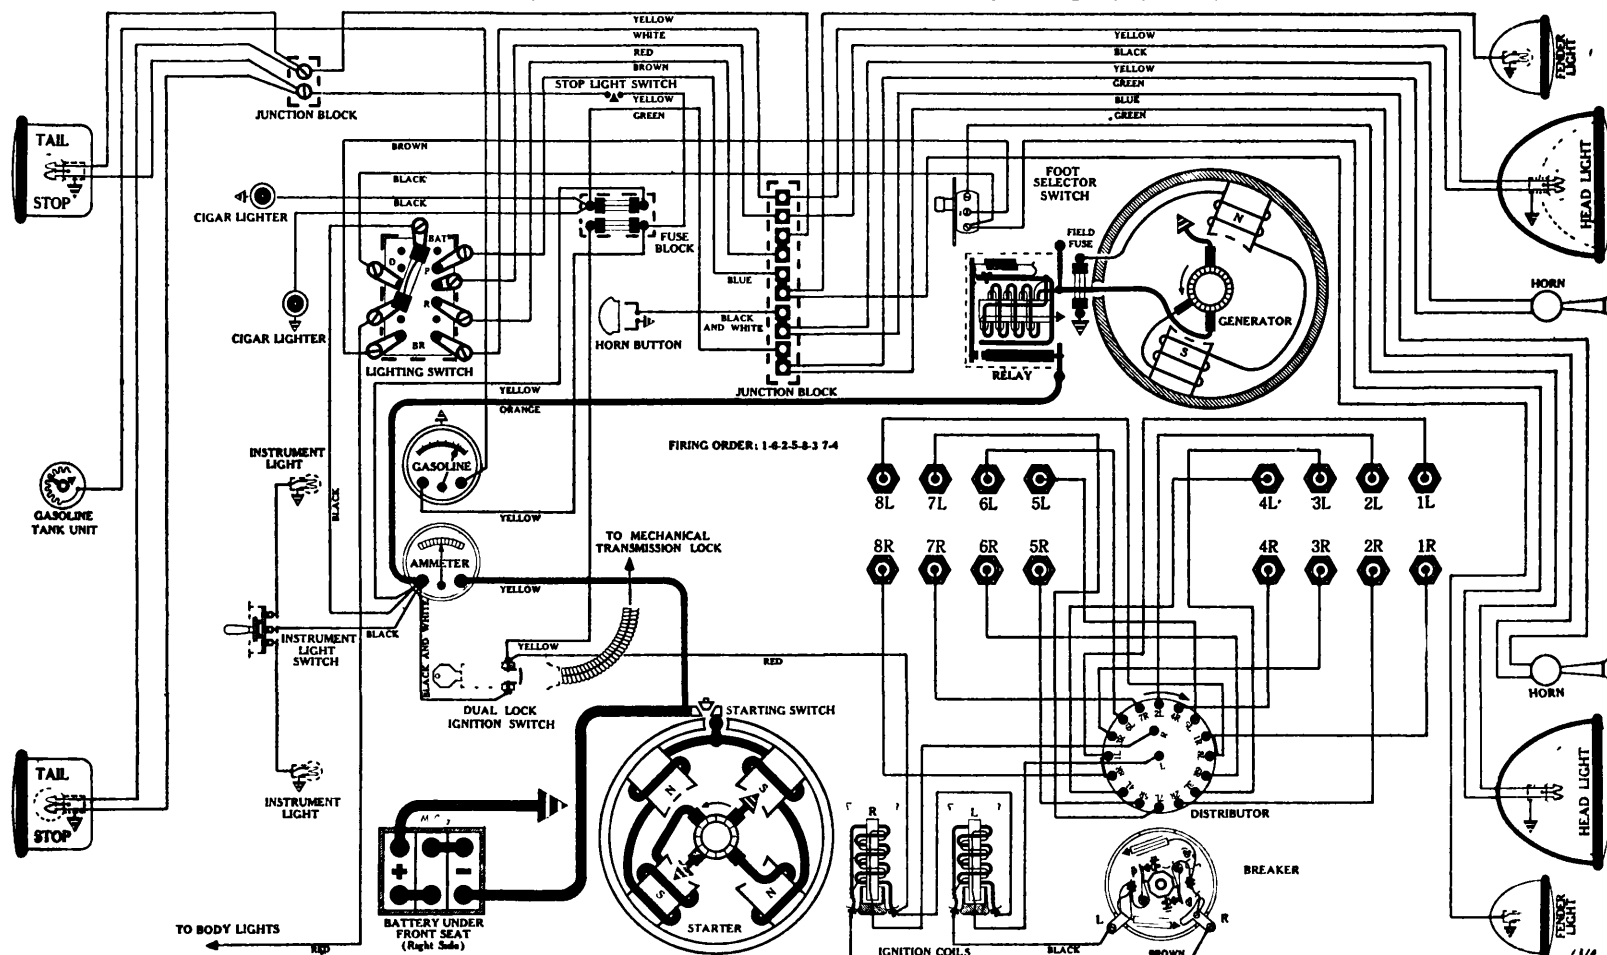 YELLOW
WHITE
RED
BROWN
STOP LIGHT SWITCH
YELLOW
GREEN
YELLOW
BLACK
YELLOW
GREEN
BLUE
GREEN
FENDER
LIGHT
JUNCTION BLOCK
TAIL
STOP
BROWN
BLACK
BLACK
CIGAR LIGHTER
FUSE
BLOCK
FOOT
SELECTOR
SWITCH
HEAD LIGHT
BAT
D
P
R
BR
LIGHTING SWITCH
CIGAR LIGHTER
BLUE
BLACK
AND WHITE
HORN BUTTON
FIELD
FUSE
N
S
GENERATOR
HORN
RELAY
JUNCTION BLOCK
YELLOW
ORANGE
FIRING ORDER: 1-6-2-5-8-3 7-4
INSTRUMENT
LIGHT
GASOLINE
BLACK
YELLOW
GASOLINE
TANK UNIT
8L 7L 6L 5L 4L 3L 2L 1L
TO MECHANICAL
TRANSMISSION LOCK
8R 7R 6R 5R 4R 3R 2R 1R
AMMETER
YELLOW
BLACK
INSTRUMENT
LIGHT
SWITCH
BLACK AND WHITE
YELLOW
RED
DUAL LOCK
IGNITION SWITCH
STARTING SWITCH
HORN
TAIL
STOP
INSTRUMENT
LIGHT
N
S
S
N
STARTER
DISTRIBUTOR
HEAD LIGHT
R
L
BREAKER
+
-
BATTERY UNDER
FRONT SEAT
(Right Side)
L
R
FENDER
LIGHT
TO BODY LIGHTS
RED
IGNITION COILS
BLACK
BROWN